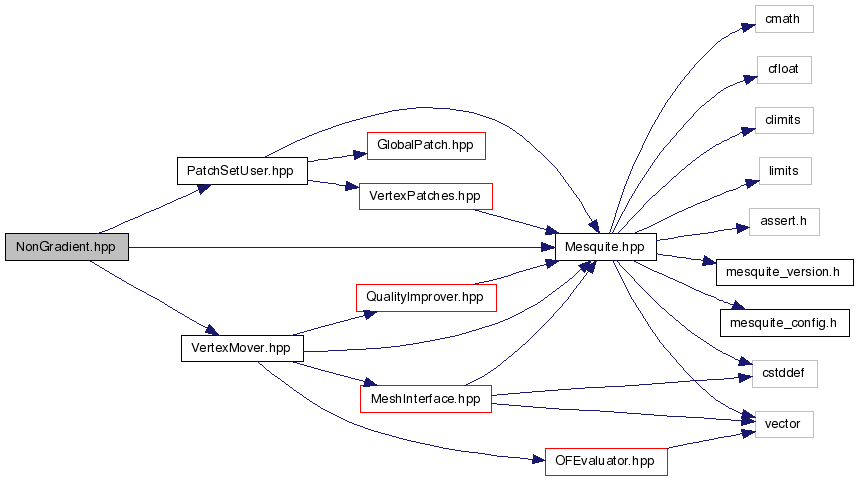 cmath
cfloat
climits
limits
assert.h
mesquite_version.h
mesquite_config.h
cstddef
vector
GlobalPatch.hpp
PatchSetUser.hpp
VertexPatches.hpp
NonGradient.hpp
Mesquite.hpp
QualityImprover.hpp
VertexMover.hpp
MeshInterface.hpp
OFEvaluator.hpp